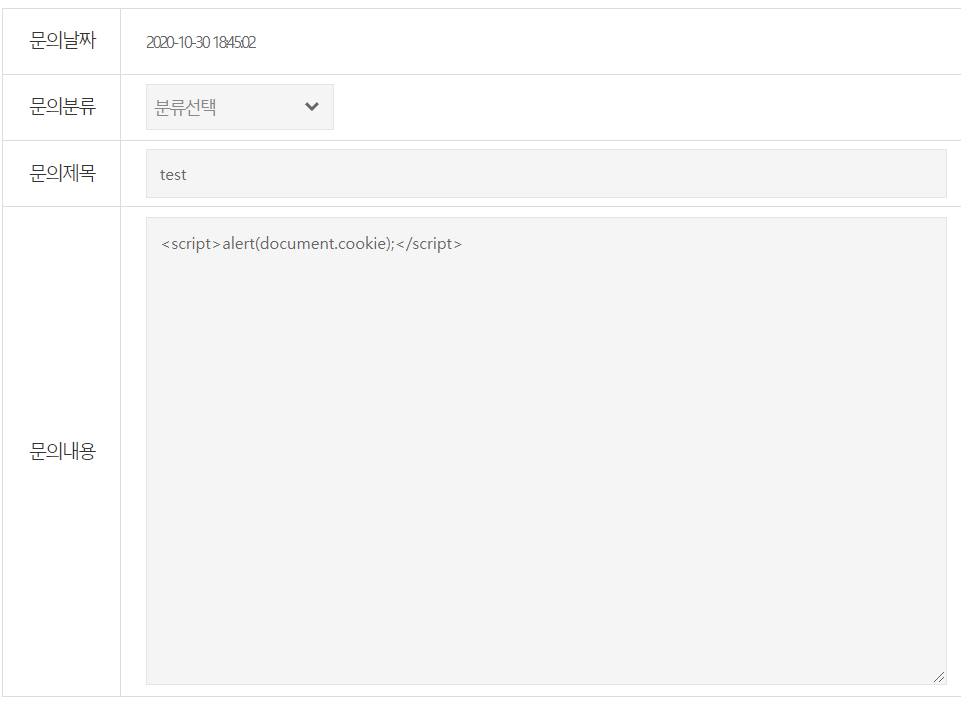 문의날짜 2020-10-30 18:45:02
문의분류 분류선택
문의제목 test
<script>alert(document.cookie);</script>
문의내용